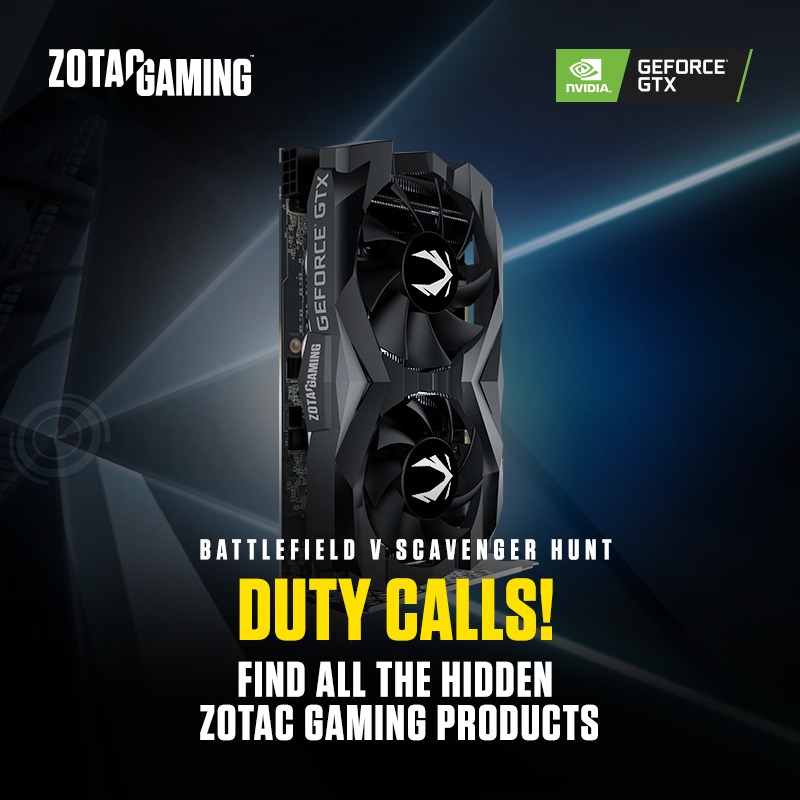 ZOTAC GAMING™
NVIDIA.
GEFORCE®
GTX
GEFORCE GTX
ZOTAC GAMING
BATTLEFIELD V SCAVENGER HUNT
DUTY CALLS!
FIND ALL THE HIDDEN
ZOTAC GAMING PRODUCTS